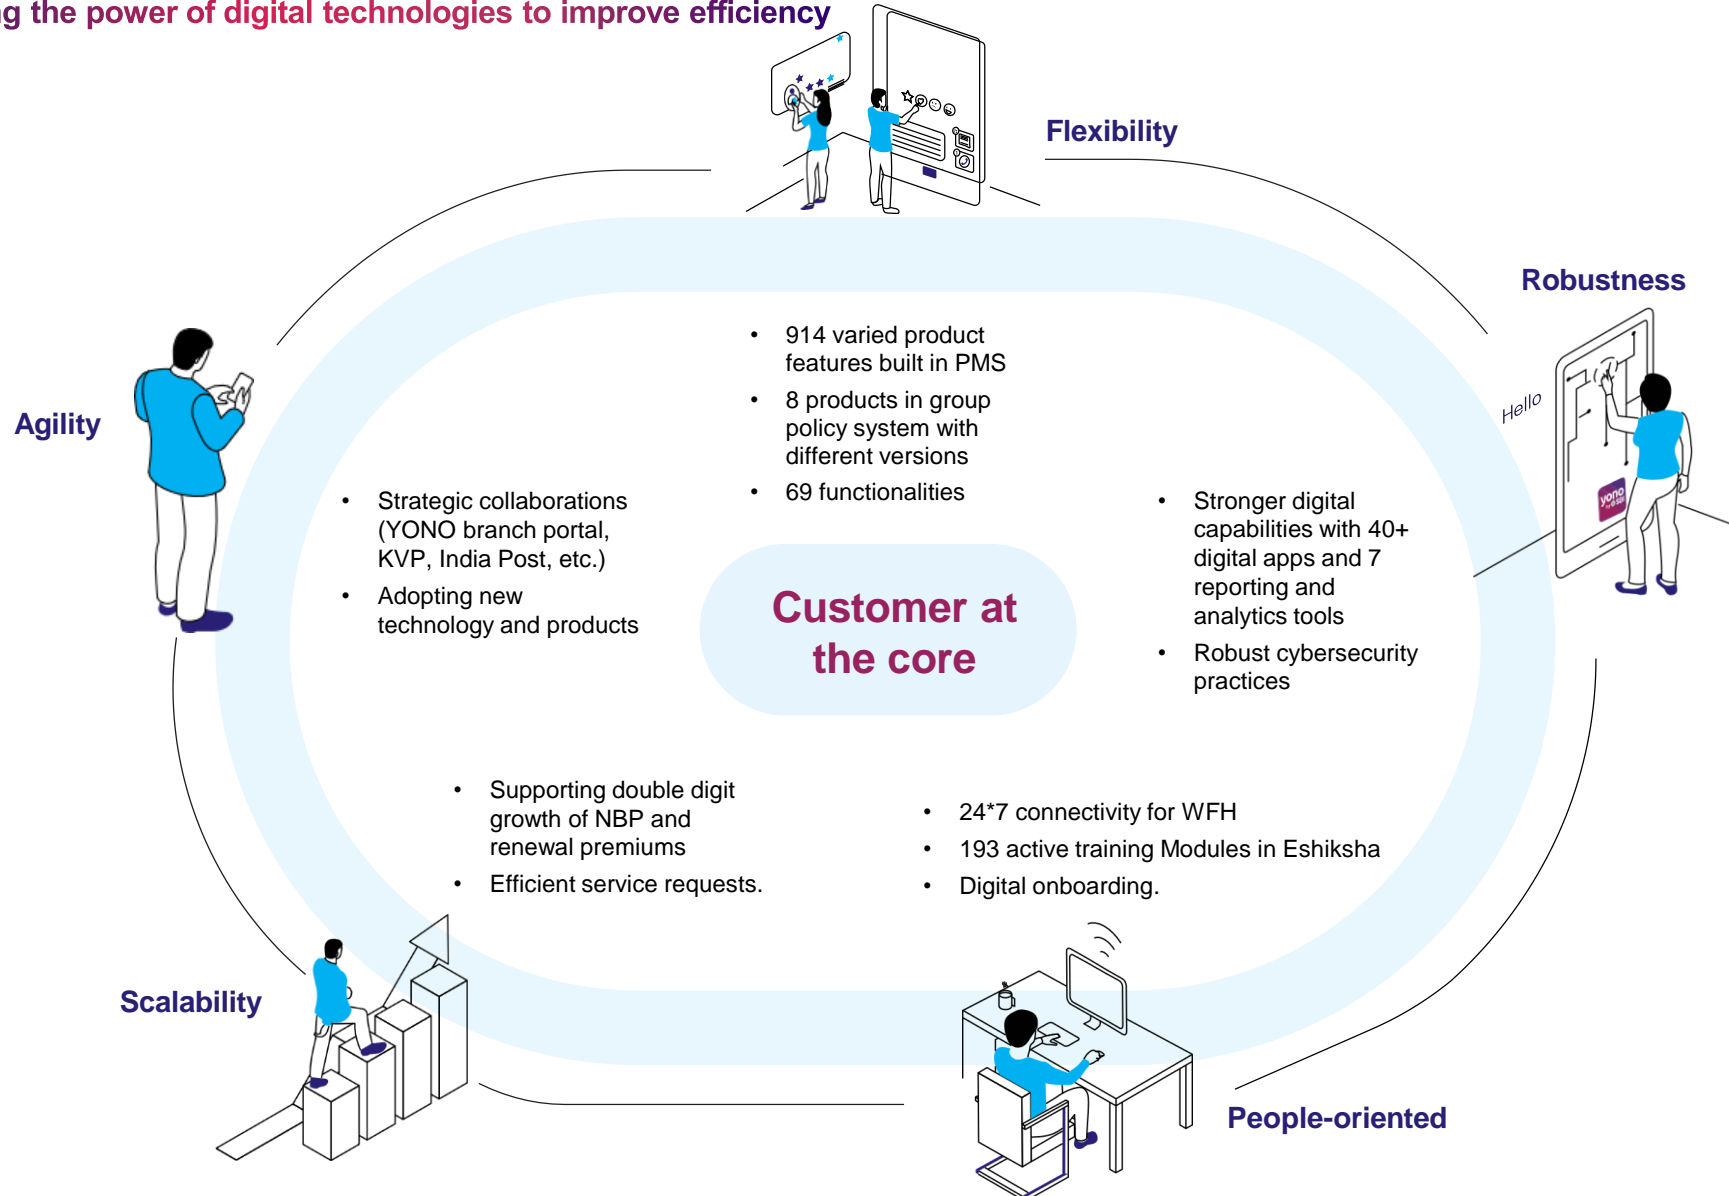 the power of digital technologies to improve efficiency
Flexibility
Robustness
Agility
Hello
yono
• 914 varied product
features built in PMS
• 8 products in group
policy system with
different versions
• 69 functionalities
• Strategic collaborations
(YONO branch portal,
KVP, India Post, etc.)
• Adopting new
technology and products
• Stronger digital
capabilities with 40+
digital apps and 7
reporting and
analytics tools
• Robust cybersecurity
practices
Customer at
the core
• Supporting double digit
growth of NBP and
renewal premiums
• Efficient service requests.
• 24*7 connectivity for WFH
• 193 active training Modules in Eshiksha
• Digital onboarding.
Scalability
People-oriented